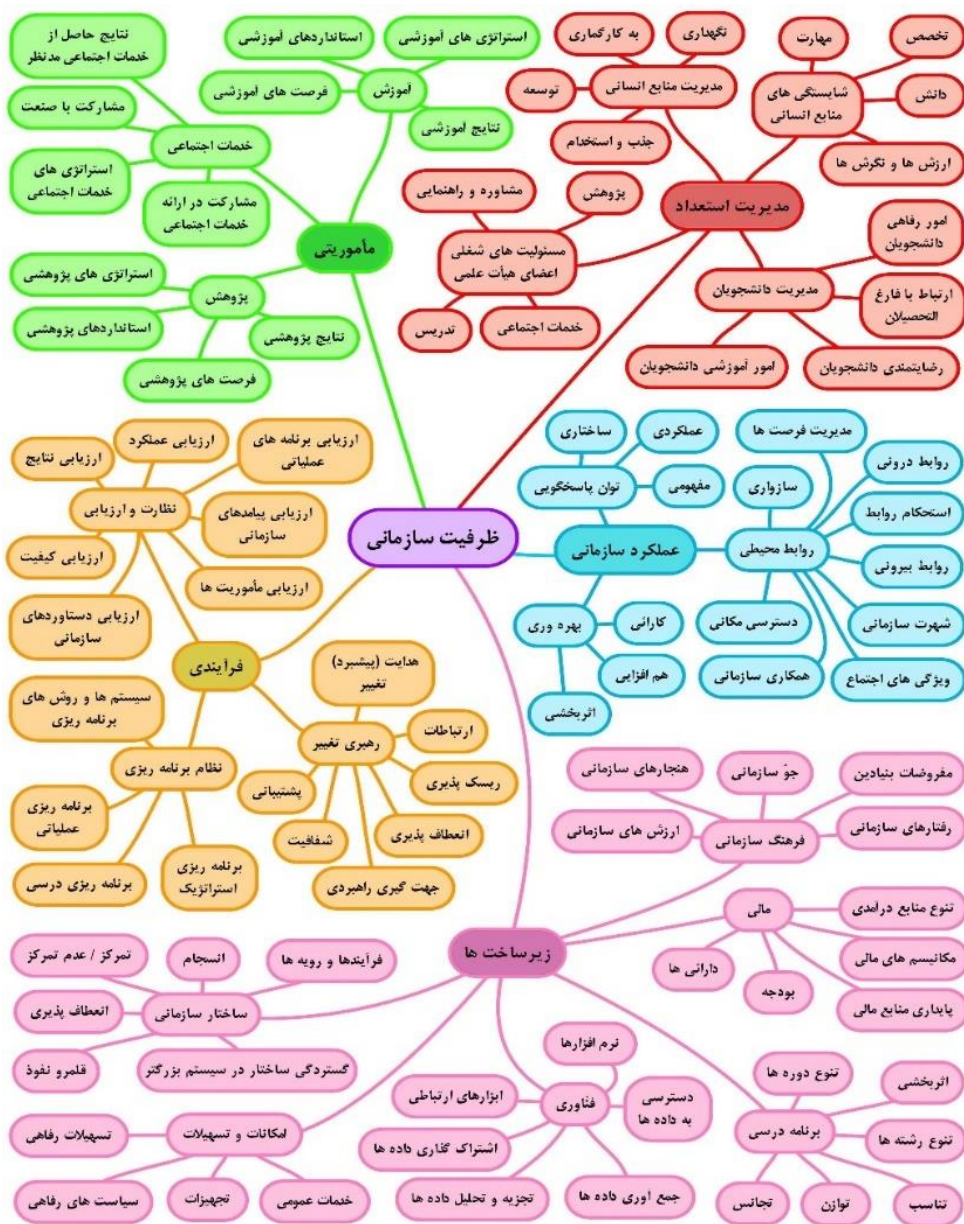 ظرفیت سازمانی
مدیریت استعداد
شایستگی های
منابع انسانی
تخصص
مهارت
دانش
ارزش ها و نگرش ها
مدیریت منابع انسانی
نگهداری
به کارگماری
توسعه
جذب و استخدام
مسئولیت های شغلی
اعضای هیأت علمی
پژوهش
مشاوره و راهنمایی
خدمات اجتماعی
تدریس
مدیریت دانشجویان
امور رفاهی
دانشجویان
ارتباط با فارغ
التحصیلان
رضایتمندی دانشجویان
امور آموزشی دانشجویان
مأموریتی
آموزش
استراتژی های آموزشی
استانداردهای آموزشی
فرصت های آموزشی
نتایج آموزشی
خدمات اجتماعی
نتایج حاصل از
خدمات اجتماعی مدنظر
مشارکت با صنعت
استراتژی های
خدمات اجتماعی
مشارکت در ارائه
خدمات اجتماعی
پژوهش
استراتژی های پژوهشی
استانداردهای پژوهشی
نتایج پژوهشی
فرصت های پژوهشی
عملکرد سازمانی
توان پاسخگویی
عملکردی
ساختاری
مفهومی
روابط محیطی
مدیریت فرصت ها
سازواری
روابط درونی
استحکام روابط
روابط بیرونی
شهرت سازمانی
ویژگی های اجتماع
دسترسی مکانی
همکاری سازمانی
بهره وری
کارائی
هم افزایی
اثربخشی
فرآیندی
نظارت و ارزیابی
ارزیابی برنامه های
عملیاتی
ارزیابی عملکرد
ارزیابی نتایج
ارزیابی پیامدهای
سازمانی
ارزیابی کیفیت
ارزیابی مأموریت ها
ارزیابی دستاوردهای
سازمانی
رهبری تغییر
هدایت (پیشبرد)
تغییر
ارتباطات
ریسک پذیری
پشتیبانی
انعطاف پذیری
شفافیت
جهت گیری راهبردی
نظام برنامه ریزی
سیستم ها و روش های
برنامه ریزی
برنامه ریزی
عملیاتی
برنامه ریزی
استراتژیک
برنامه ریزی درسی
زیرساخت ها
فرهنگ سازمانی
مفروضات بنیادین
جوّ سازمانی
هنجارهای سازمانی
رفتارهای سازمانی
ارزش های سازمانی
مالی
تنوع منابع درآمدی
مکانیسم های مالی
پایداری منابع مالی
بودجه
دارائی ها
ساختار سازمانی
فرآیندها و رویه ها
انسجام
تمرکز / عدم تمرکز
انعطاف پذیری
قلمرو نفوذ
گستردگی ساختار در سیستم بزرگتر
فنّاوری
نرم افزارها
دسترسی
به داده ها
ابزارهای ارتباطی
اشتراک گذاری داده ها
تجزیه و تحلیل داده ها
جمع آوری داده ها
برنامه درسی
تنوع دوره ها
اثربخشی
تنوع رشته ها
تناسب
توازن
تجانس
امکانات و تسهیلات
تسهیلات رفاهی
سیاست های رفاهی
تجهیزات
خدمات عمومی